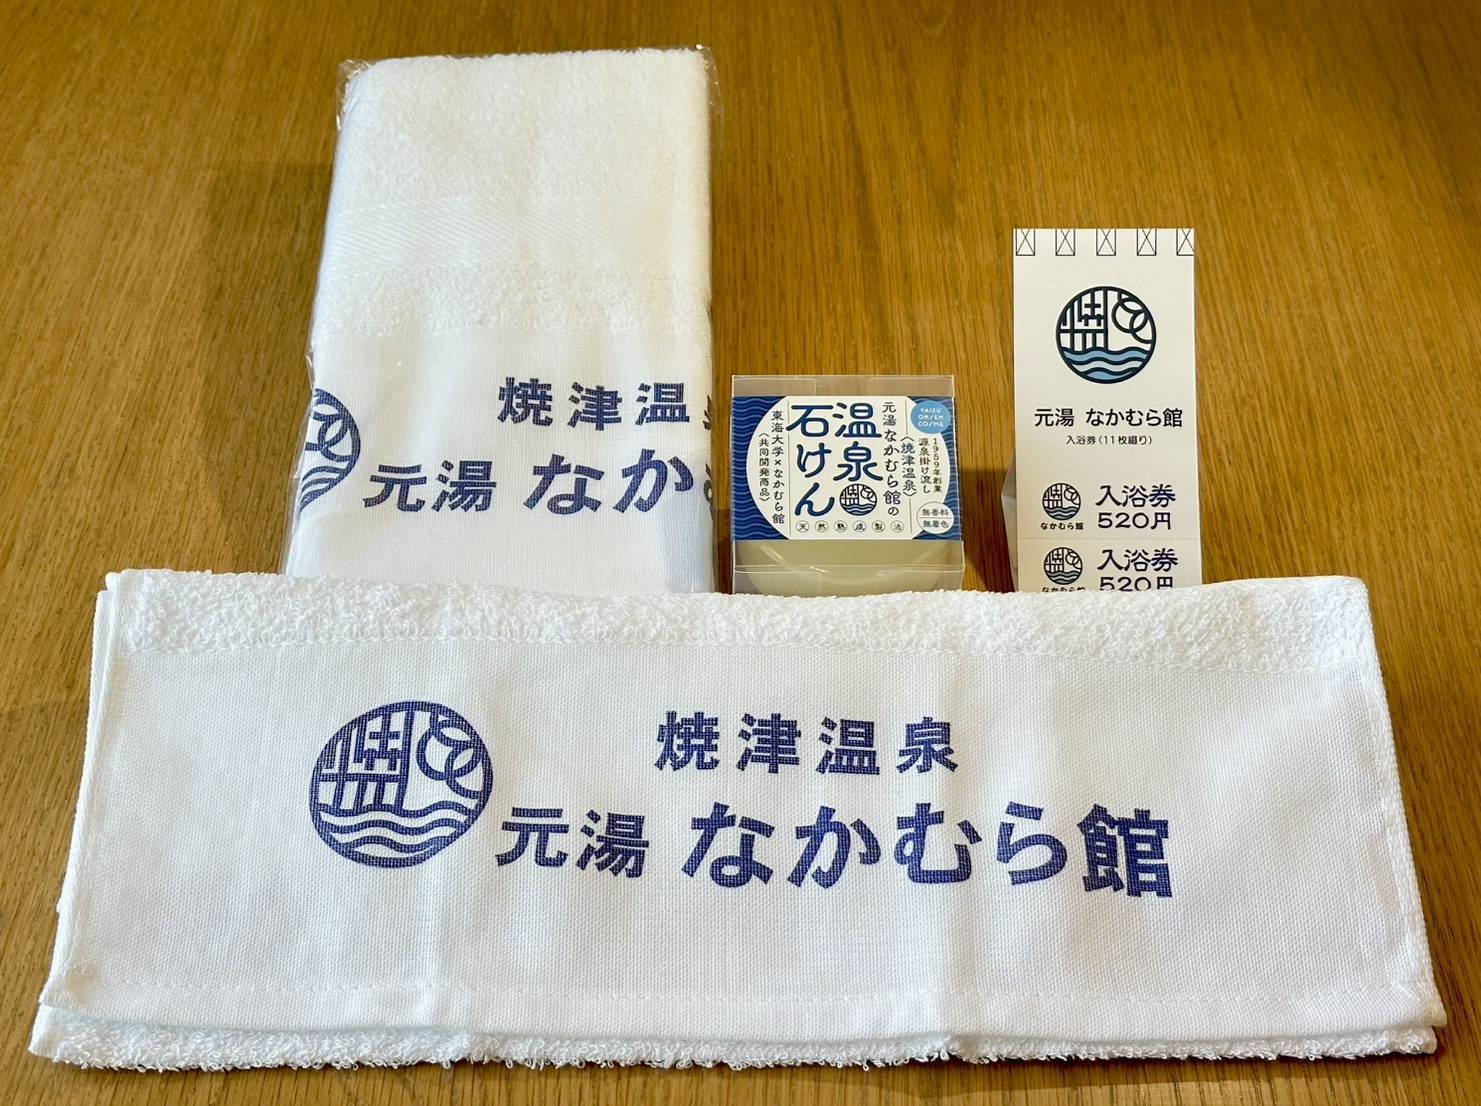 焼津温
元湯 なか
YAIZU
ONSEN
COSME
1959年創業
源泉掛け流し
元湯なかむら館の
〈焼津温泉〉
温泉
石けん
東海大学×なかむら館
〈共同開発商品〉
天然熟成製法
無香料
無着色
元湯 なかむら館
入浴券(11枚綴り)
なかむら館
入浴券
520円
入浴券
520円
焼津温泉
元湯 なかむら館